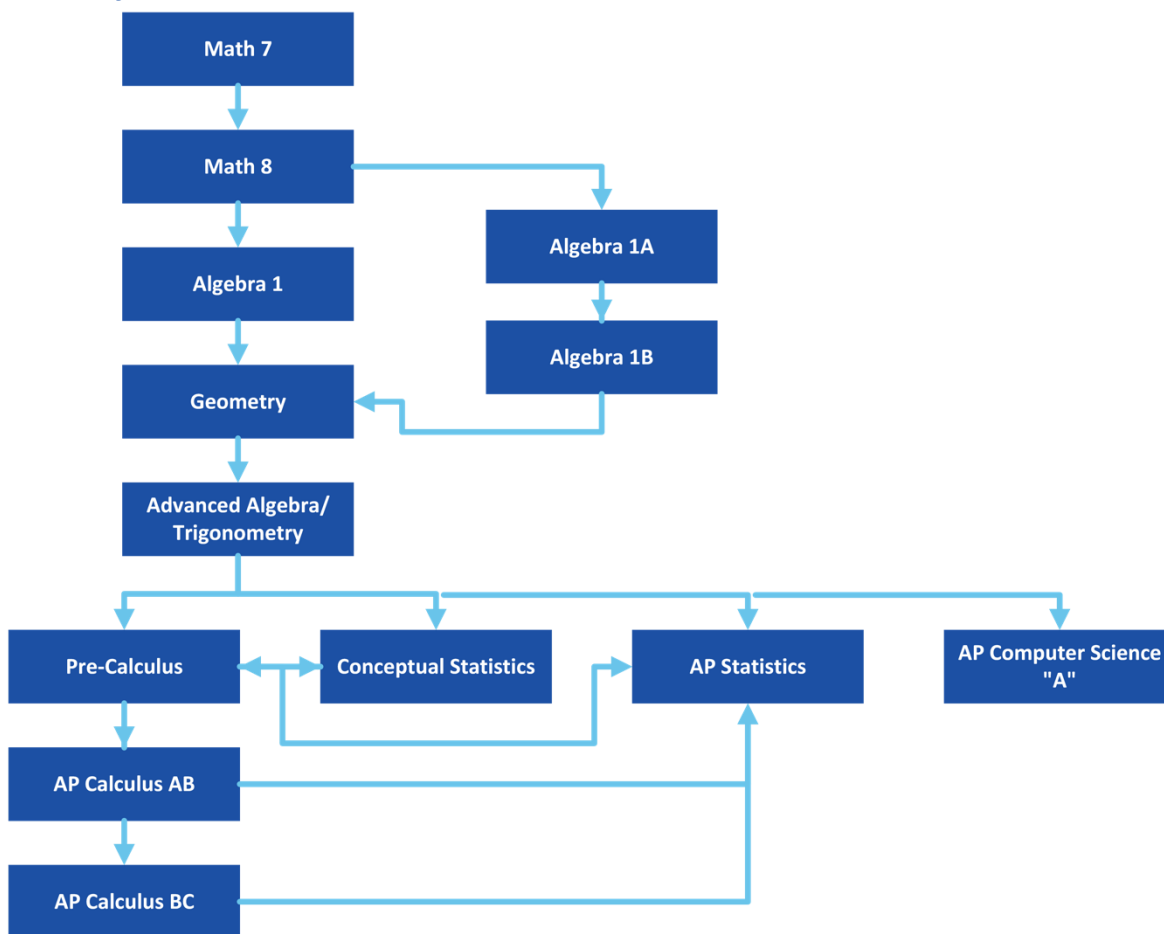 Math 7
Math 8
Algebra 1A
Algebra 1
Algebra 1B
Geometry
Advanced Algebra/
Trigonometry
Pre-Calculus
Conceptual Statistics
AP Statistics
AP Computer Science
"A"
AP Calculus AB
AP Calculus BC